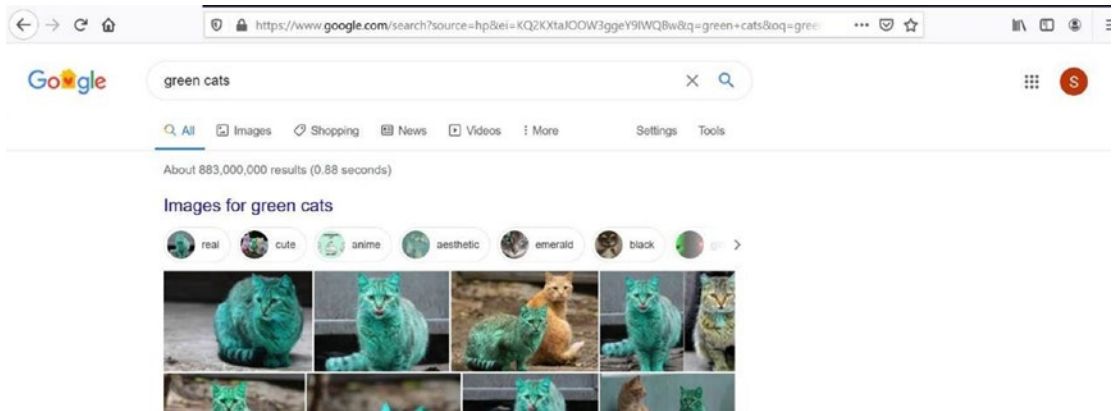 https://www.google.com/search?source=hp&ei=KQ2KXtaJOOW3ggeY9IWQBw&q=green+cats&oq=gree
Google
green cats
S
All Images Shopping News Videos More Settings Tools
About 883,000,000 results (0.88 seconds)
Images for green cats
real cute anime aesthetic emerald black